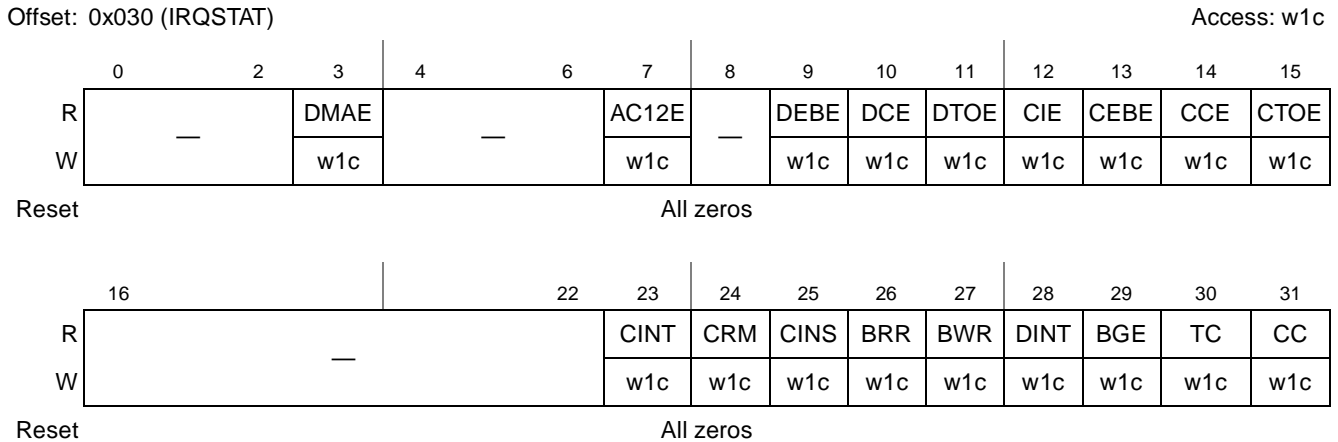 Offset: 0x030 (IRQSTAT) Access: w1c
0 2 3 4 6 7 8 9 10 11 12 13 14 15
R — DMAE — AC12E — DEBE DCE DTOE CIE CEBE CCE CTOE
W w1c w1c w1c w1c w1c w1c w1c w1c w1c
Reset All zeros
16 22 23 24 25 26 27 28 29 30 31
R — CINT CRM CINS BRR BWR DINT BGE TC CC
W w1c w1c w1c w1c w1c w1c w1c w1c w1c
Reset All zeros